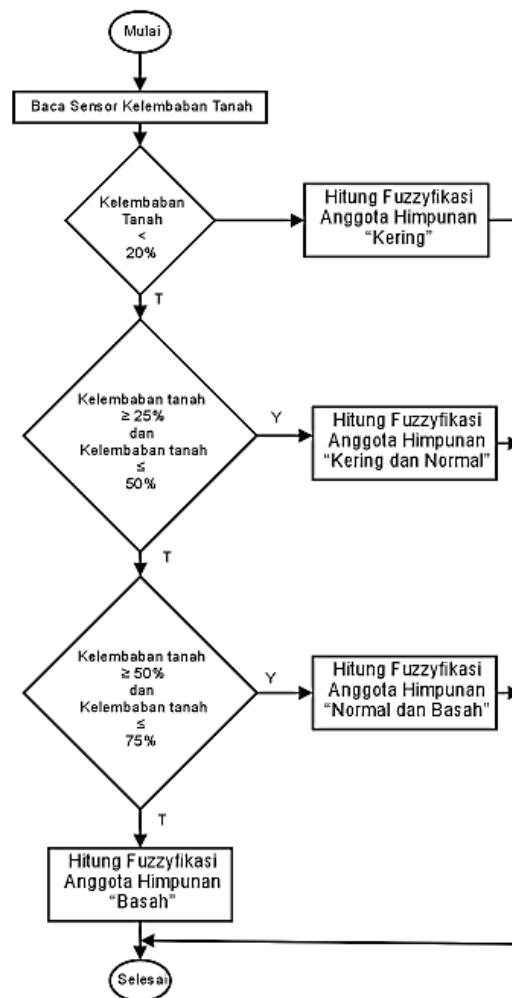 Mulai
Baca Sensor Kelembaban Tanah
Kelembaban
Tanah
<
20%
Hitung Fuzzyfikasi
Anggota Himpunan
“Kering”
T
Kelembaban tanah
≥ 25%
dan
Kelembaban tanah
≤
50%
Y
Hitung Fuzzyfikasi
Anggota Himpunan
“Kering dan Normal”
T
Kelembaban tanah
≥ 50%
dan
Kelembaban tanah
≤
75%
Y
Hitung Fuzzyfikasi
Anggota Himpunan
“Normal dan Basah”
T
Hitung Fuzzyfikasi
Anggota Himpunan
“Basah”
Selesai